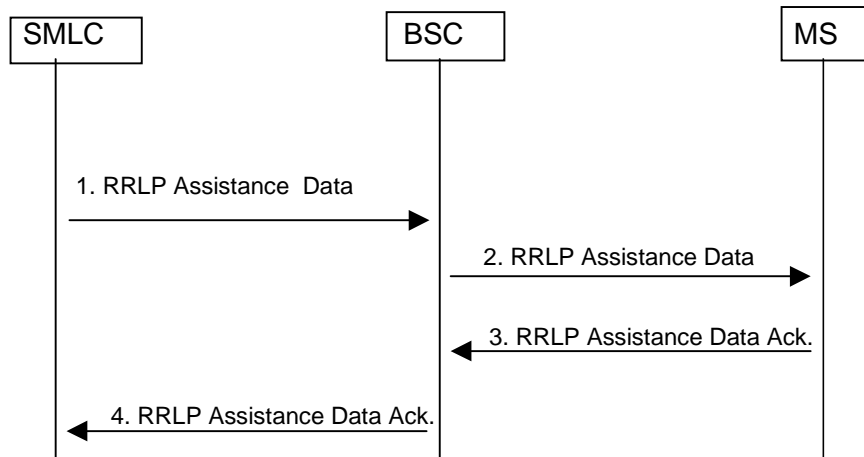 SMLC
BSC
MS
1. RRLP Assistance Data
2. RRLP Assistance Data
3. RRLP Assistance Data Ack.
4. RRLP Assistance Data Ack.